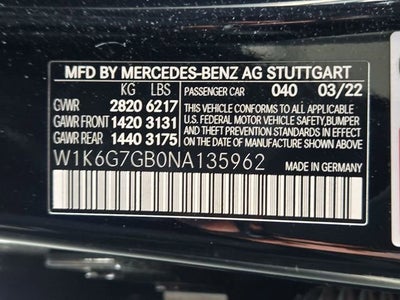 MFD BY MERCEDES-BENZ AG STUTTGART
KG LBS PASSENGER CAR 040 03/22
GVWR 2820 6217
GAWR FRONT 1420 3131
GAWR REAR 1440 3175
THIS VEHICLE CONFORMS TO ALL APPLICABLE
U.S. FEDERAL MOTOR VEHICLE SAFETY, BUMPER,
AND THEFT PREVENTION STANDARDS IN EFFECT
ON THE DATE OF MANUFACTURE SHOWN ABOVE.
W1K6G7GB0NA135962
MADE IN GERMANY